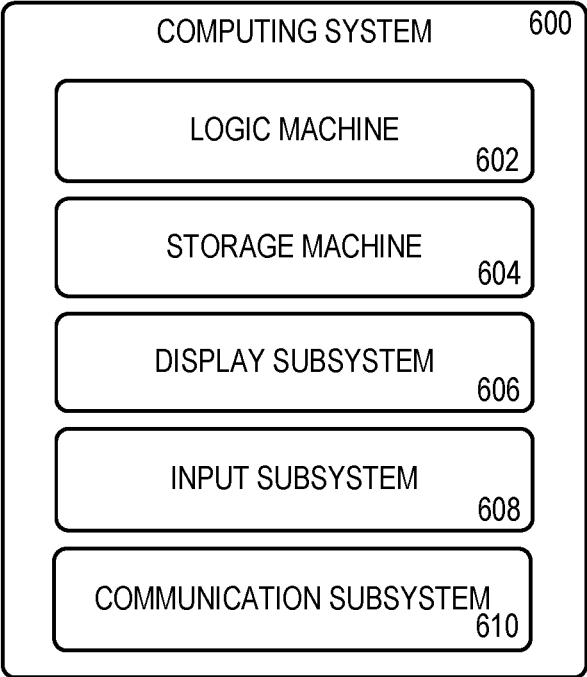 COMPUTING SYSTEM 600
LOGIC MACHINE
602
STORAGE MACHINE
604
DISPLAY SUBSYSTEM
606
INPUT SUBSYSTEM
608
COMMUNICATION SUBSYSTEM
610